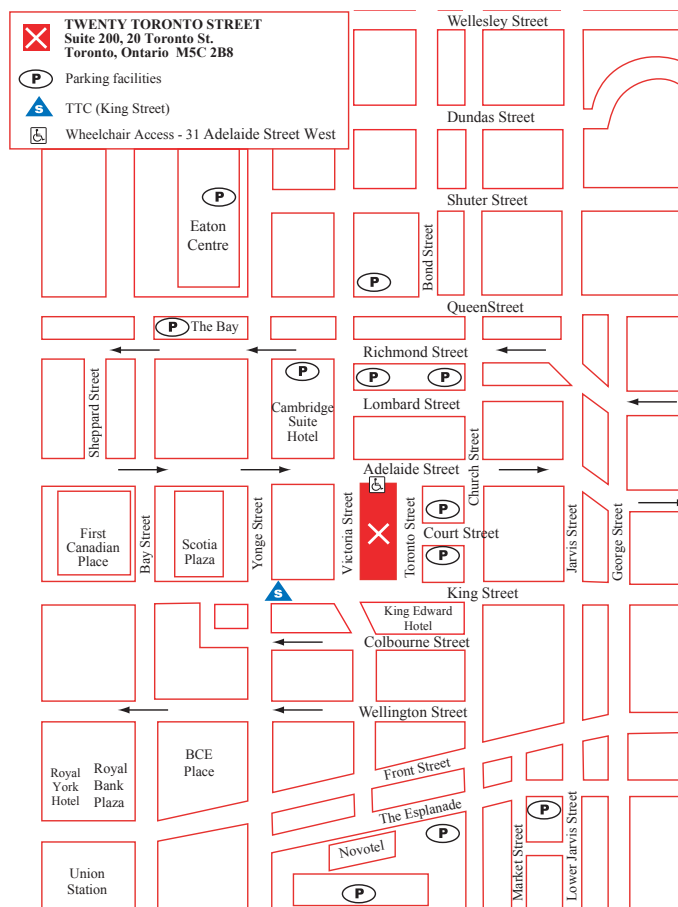 TWENTY TORONTO STREET
Suite 200, 20 Toronto St.
Toronto, Ontario M5C 2B8
P
Parking facilities
S
TTC (King Street)
Wheelchair Access - 31 Adelaide Street West
Wellesley Street
Dundas Street
Shuter Street
P
Eaton
Centre
Bond Street
P
QueenStreet
P
The Bay
Richmond Street
P
P
P
Sheppard Street
Cambridge
Suite
Hotel
Lombard Street
Church Street
Adelaide Street
First
Canadian
Place
Bay Street
Scotia
Plaza
Yonge Street
Victoria Street
Toronto Street
P
Court Street
P
Jarvis Street
George Street
S
King Street
King Edward
Hotel
Colbourne Street
Wellington Street
Royal
York
Hotel
Royal
Bank
Plaza
BCE
Place
Front Street
The Esplanade
P
Novotel
P
Market Street
P
Lower Jarvis Street
Union
Station